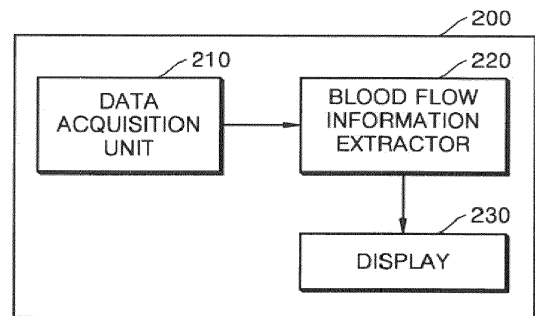 200
210
DATA
ACQUISITION
UNIT
220
BLOOD FLOW
INFORMATION
EXTRACTOR
230
DISPLAY